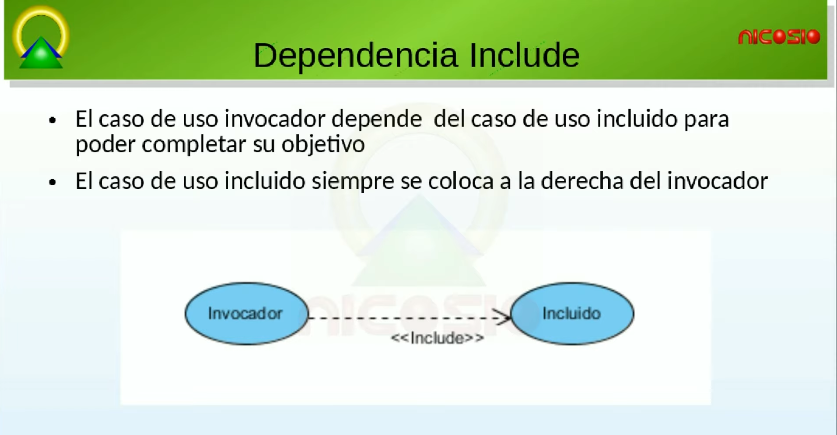 NICOSIO
Dependencia Include
• El caso de uso invocador depende del caso de uso incluido para
poder completar su objetivo
• El caso de uso incluido siempre se coloca a la derecha del invocador
Invocador
Incluido
<<Include>>
NICOSIO